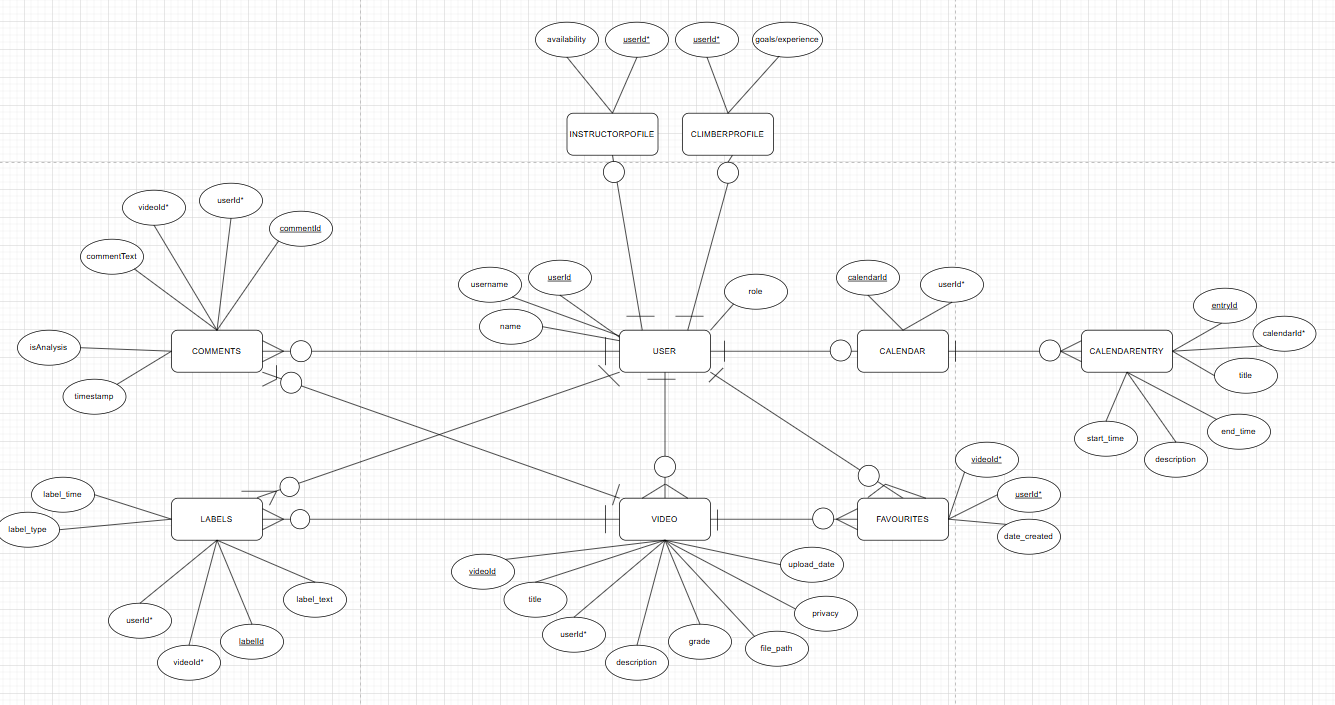 availability
userId*
userId*
goals/experience
INSTRUCTORPOFILE
CLIMBERPROFILE
videoId*
userId*
commentId
commentText
isAnalysis
timestamp
COMMENTS
username
userId
name
role
USER
calendarId
userId*
CALENDAR
entryId
calendarId*
title
end_time
description
start_time
CALENDARENTRY
label_time
label_type
LABELS
userId*
videoId*
labelId
label_text
VIDEO
videoId
title
userId*
description
grade
file_path
privacy
upload_date
FAVOURITES
videoId*
userId*
date_created